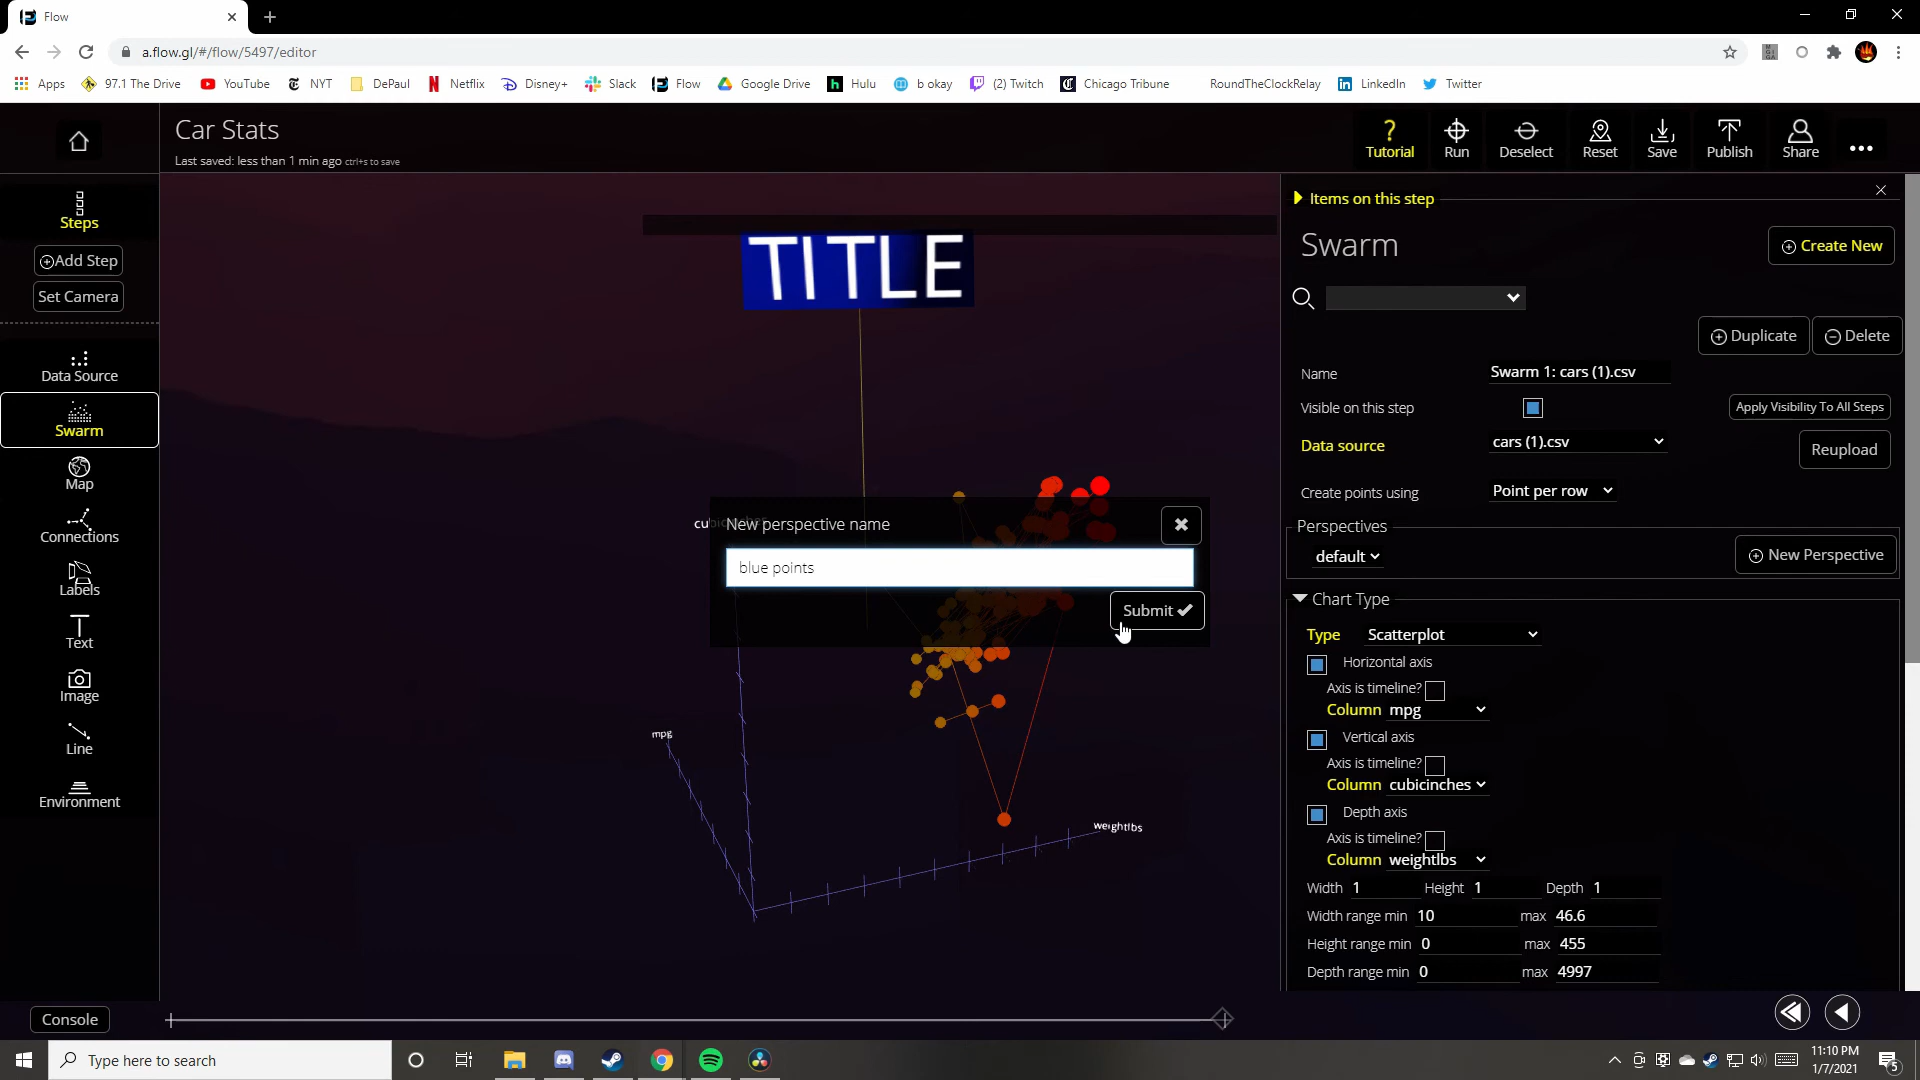 Flow
a.flow.gl/#/flow/5497/editor
Apps
97.1 The Drive
YouTube
NYT
DePaul
Netflix
Disney+
Slack
Flow
Google Drive
Hulu
b okay
(2) Twitch
Chicago Tribune
RoundTheClockRelay
LinkedIn
Twitter
Car Stats
Last saved: less than 1 min ago ctrl+s to save
Tutorial
Run
Deselect
Reset
Save
Publish
Share
Steps
Add Step
Set Camera
Data Source
Swarm
Map
Connections
Labels
Text
Image
Line
Environment
TITLE
mpg
weightlbs
New perspective name
blue points
Submit
Items on this step
Swarm
Create New
Duplicate
Delete
Name Swarm 1: cars (1).csv
Visible on this step
Apply Visibility To All Steps
Data source cars (1).csv
Reupload
Create points using Point per row
Perspectives
default
New Perspective
Chart Type
Type Scatterplot
Horizontal axis
Axis is timeline?
Column mpg
Vertical axis
Axis is timeline?
Column cubicinches
Depth axis
Axis is timeline?
Column weightlbs
Width 1 Height 1 Depth 1
Width range min 10 max 46.6
Height range min 0 max 455
Depth range min 0 max 4997
Console
Type here to search
11:10 PM
1/7/2021
5